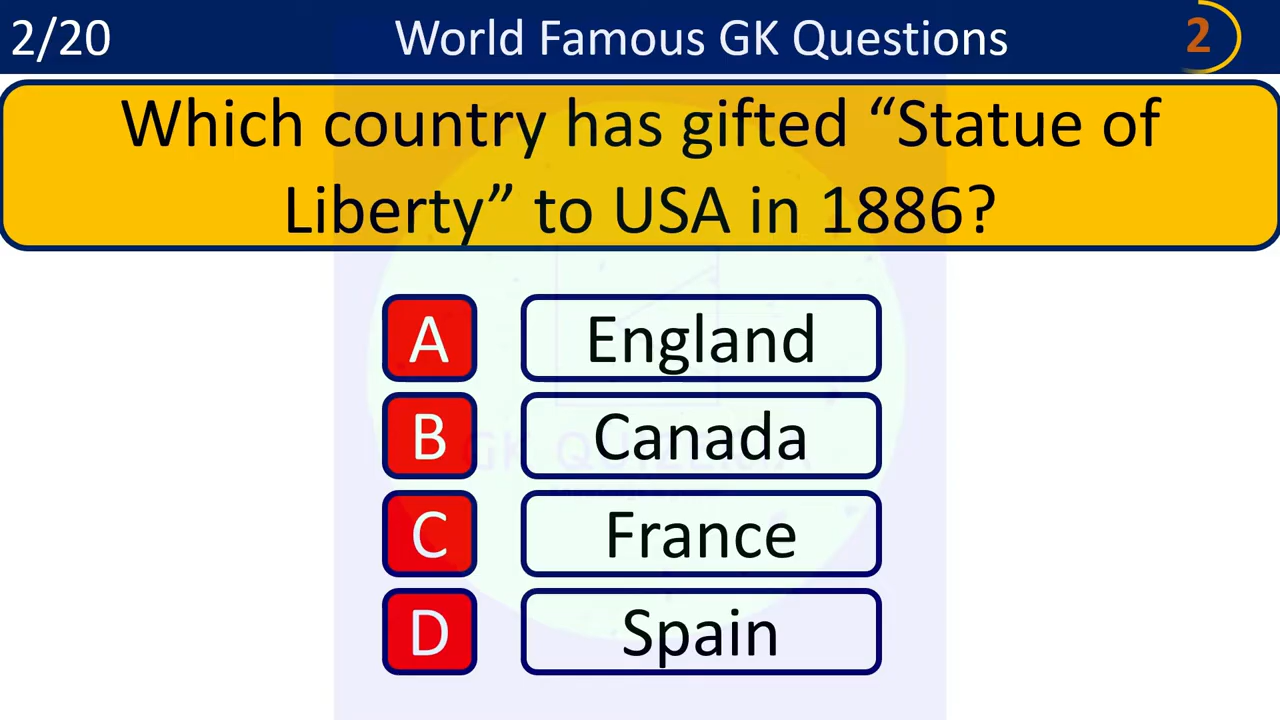 2/20
World Famous GK Questions
2
Which country has gifted “Statue of
Liberty” to USA in 1886?
A England
B Canada
C France
D Spain